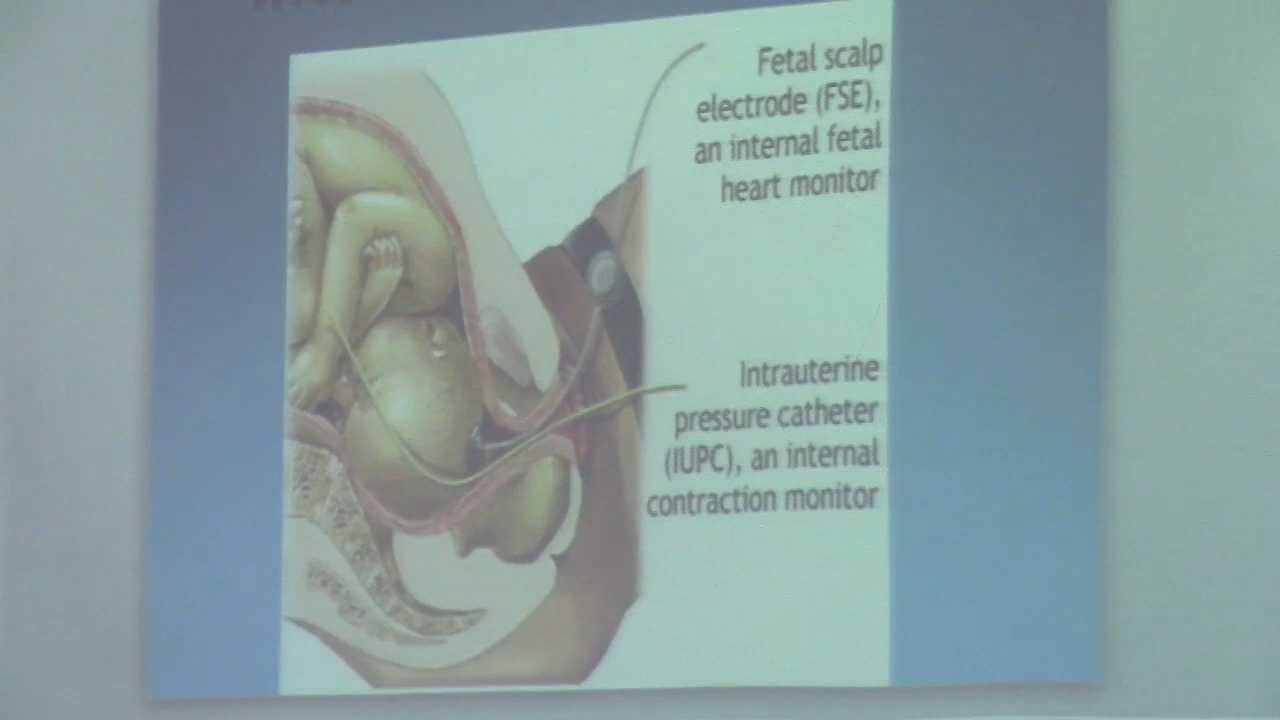 Fetal scalp
electrode (FSE),
an internal fetal
heart monitor
Intrauterine
pressure catheter
(IUPC), an internal
contraction monitor